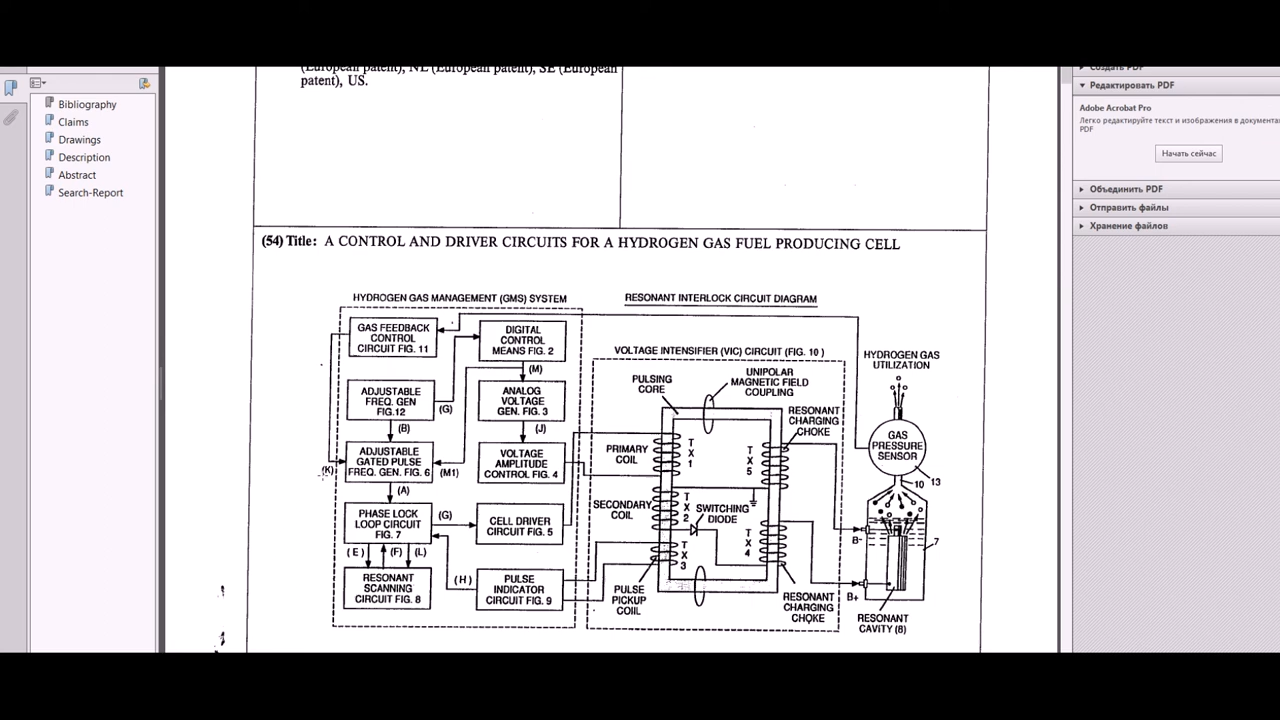 (European patent), NL (European patent), SE (European
patent), US.
Bibliography
Claims
Drawings
Description
Abstract
Search-Report
Создать PDF
Редактировать PDF
Adobe Acrobat Pro
Легко редактируйте текст и изображения в документа
PDF
Начать сейчас
Объединить PDF
Отправить файлы
Хранение файлов
(54) Title: A CONTROL AND DRIVER CIRCUITS FOR A HYDROGEN GAS FUEL PRODUCING CELL
HYDROGEN GAS MANAGEMENT (GMS) SYSTEM
RESONANT INTERLOCK CIRCUIT DIAGRAM
GAS FEEDBACK
CONTROL
CIRCUIT FIG. 11
DIGITAL
CONTROL
MEANS FIG. 2
(M)
ADJUSTABLE
FREQ. GEN
FIG.12
(G)
ANALOG
VOLTAGE
GEN. FIG. 3
(B)
(J)
ADJUSTABLE
GATED PULSE
FREQ. GEN. FIG. 6
(K)
(M1)
VOLTAGE
AMPLITUDE
CONTROL FIG. 4
(A)
PHASE LOCK
LOOP CIRCUIT
FIG. 7
(G)
CELL DRIVER
CIRCUIT FIG. 5
(E)
(F)
(L)
RESONANT
SCANNING
CIRCUIT FIG. 8
(H)
PULSE
INDICATOR
CIRCUIT FIG. 9
VOLTAGE INTENSIFIER (VIC) CIRCUIT (FIG. 10)
PULSING
CORE
UNIPOLAR
MAGNETIC FIELD
COUPLING
RESONANT
CHARGING
CHOKE
PRIMARY
COIL
TX1
TX5
SECONDARY
COIL
TX2
SWITCHING
DIODE
TX3
TX4
PULSE
PICKUP
COIIL
RESONANT
CHARGING
CHOKE
HYDROGEN GAS
UTILIZATION
GAS
PRESSURE
SENSOR
13
10
B-
7
B+
RESONANT
CAVITY (8)